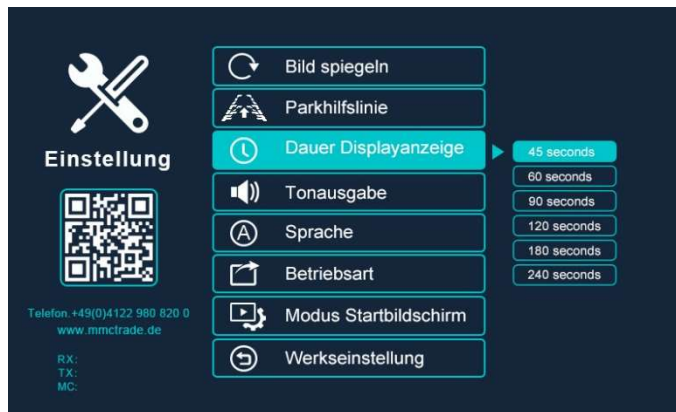 Einstellung
Telefon.+49(0)4122 980 820 0
www.mmctrade.de
RX:
TX:
MC:
Bild spiegeln
Parkhilfslinie
Dauer Displayanzeige
Tonausgabe
A Sprache
Betriebsart
Modus Startbildschirm
Werkseinstellung
45 seconds
60 seconds
90 seconds
120 seconds
180 seconds
240 seconds